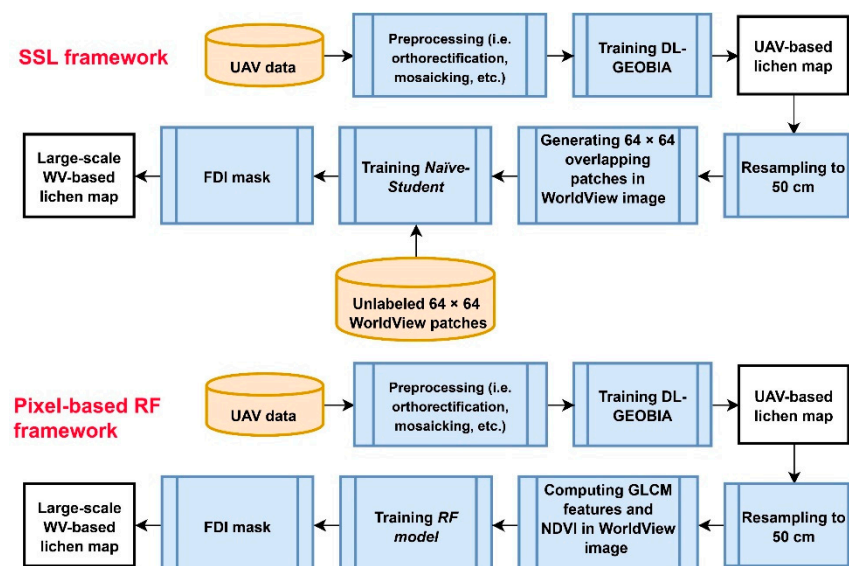 SSL framework
UAV data
Preprocessing (i.e.
orthorectification,
mosaicking, etc.)
Training DL-
GEOBIA
UAV-based
lichen map
Resampling to
50 cm
Generating 64 × 64
overlapping
patches in
WorldView image
Training Naïve-
Student
FDI mask
Large-scale
WV-based
lichen map
Unlabeled 64 × 64
WorldView patches
Pixel-based RF
framework
UAV data
Preprocessing (i.e.
orthorectification,
mosaicking, etc.)
Training DL-
GEOBIA
UAV-based
lichen map
Resampling to
50 cm
Computing GLCM
features and
NDVI in WorldView
image
Training RF
model
FDI mask
Large-scale
WV-based
lichen map